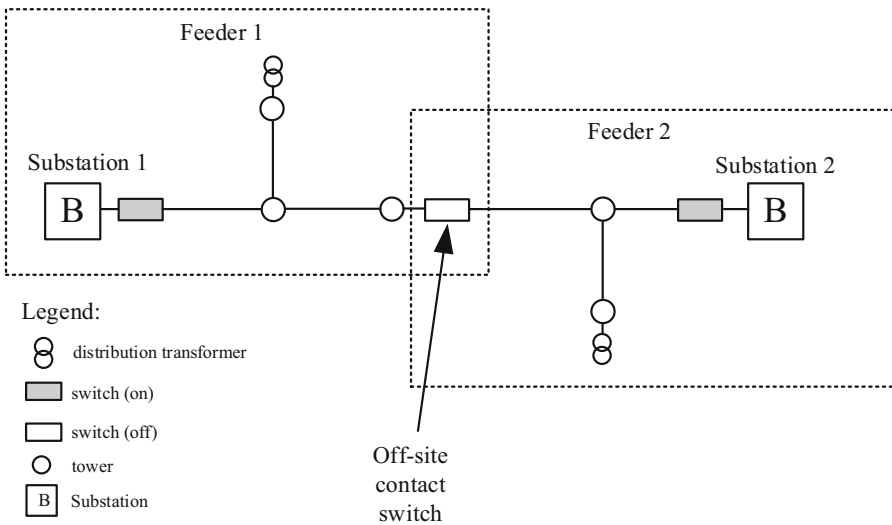 Feeder 1
Feeder 2
Substation 1
Substation 2
B
B
Legend:
distribution transformer
switch (on)
switch (off)
tower
B Substation
Off-site
contact
switch